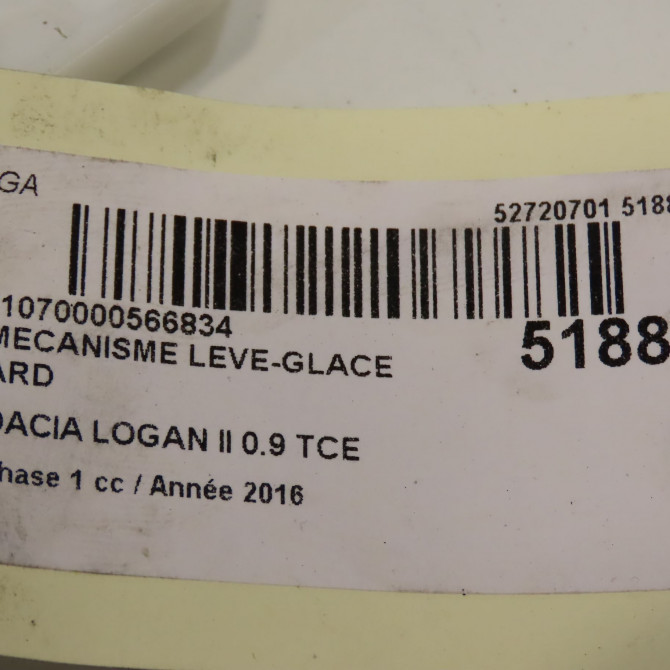 GA
52720701 5188
1070000566834
5188
MECANISME LEVE-GLACE
ARD
DACIA LOGAN II 0.9 TCE
hase 1 cc / Année 2016